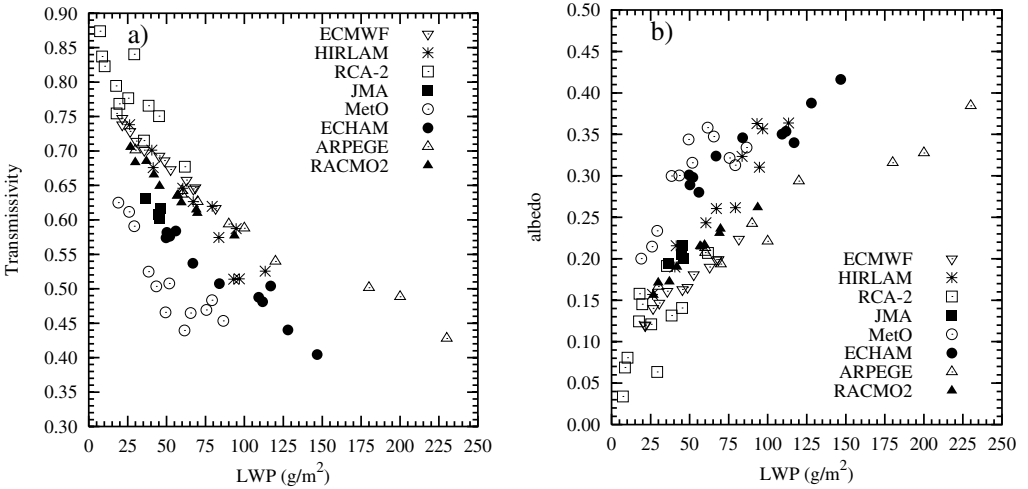 a)
ECMWF
HIRLAM
RCA-2
JMA
MetO
ECHAM
ARPEGE
RACMO2
Transmissivity
0.90
0.85
0.80
0.75
0.70
0.65
0.60
0.55
0.50
0.45
0.40
0.35
0.30
0 25 50 75 100 125 150 175 200 225 250
LWP (g/m²)
b)
albedo
0.50
0.45
0.40
0.35
0.30
0.25
0.20
0.15
0.10
0.05
0.00
ECMWF
HIRLAM
RCA-2
JMA
MetO
ECHAM
ARPEGE
RACMO2
0 25 50 75 100 125 150 175 200 225 250
LWP (g/m²)